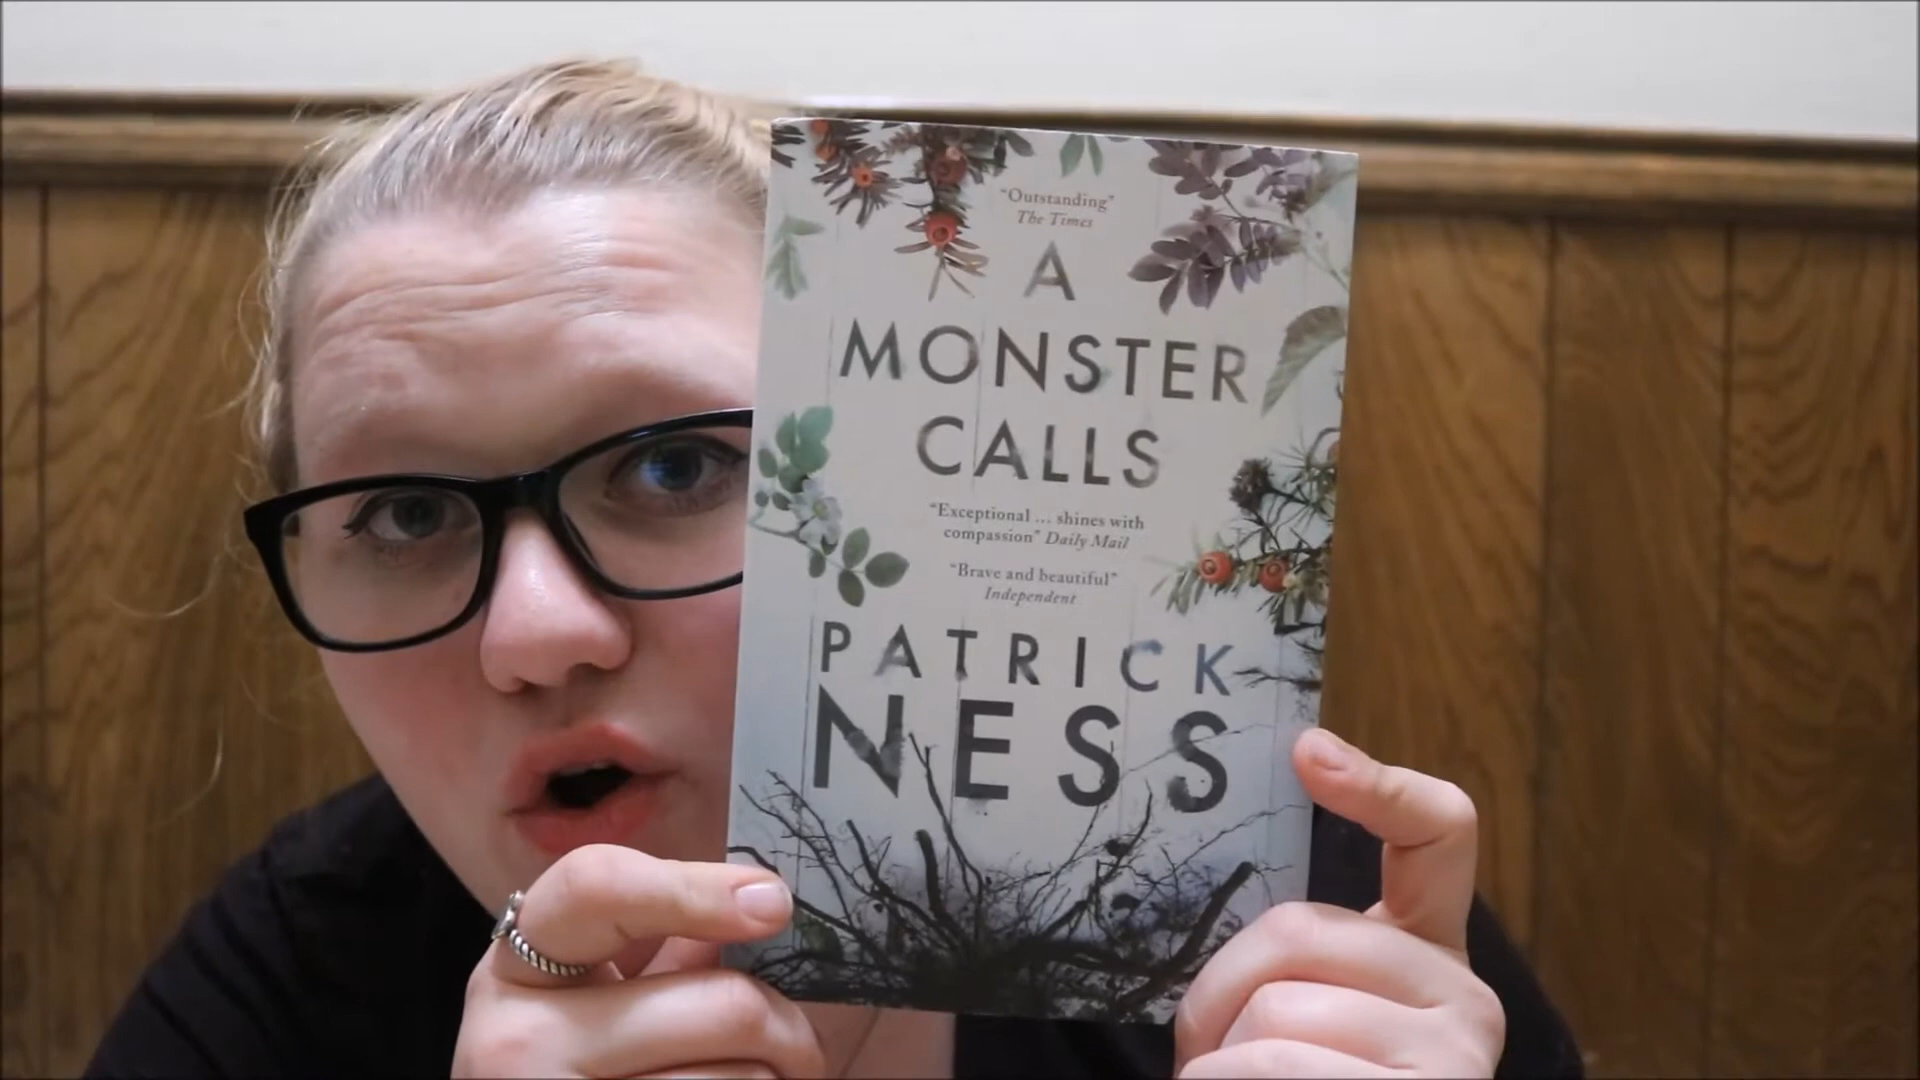 “Outstanding”
The Times
A
MONSTER
CALLS
“Exceptional ... shines with
compassion” Daily Mail
“Brave and beautiful”
Independent
PATRICK
NESS